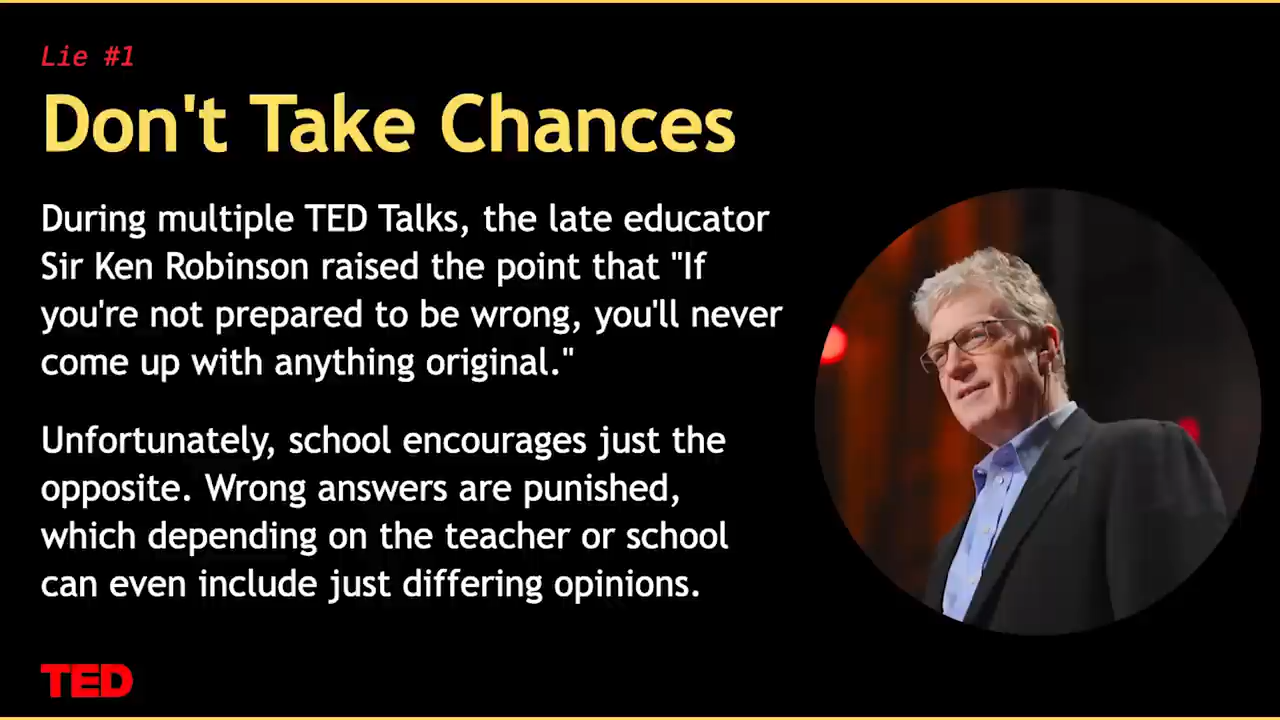 Lie #1
Don't Take Chances
During multiple TED Talks, the late educator
Sir Ken Robinson raised the point that "If
you're not prepared to be wrong, you'll never
come up with anything original."
Unfortunately, school encourages just the
opposite. Wrong answers are punished,
which depending on the teacher or school
can even include just differing opinions.
TED